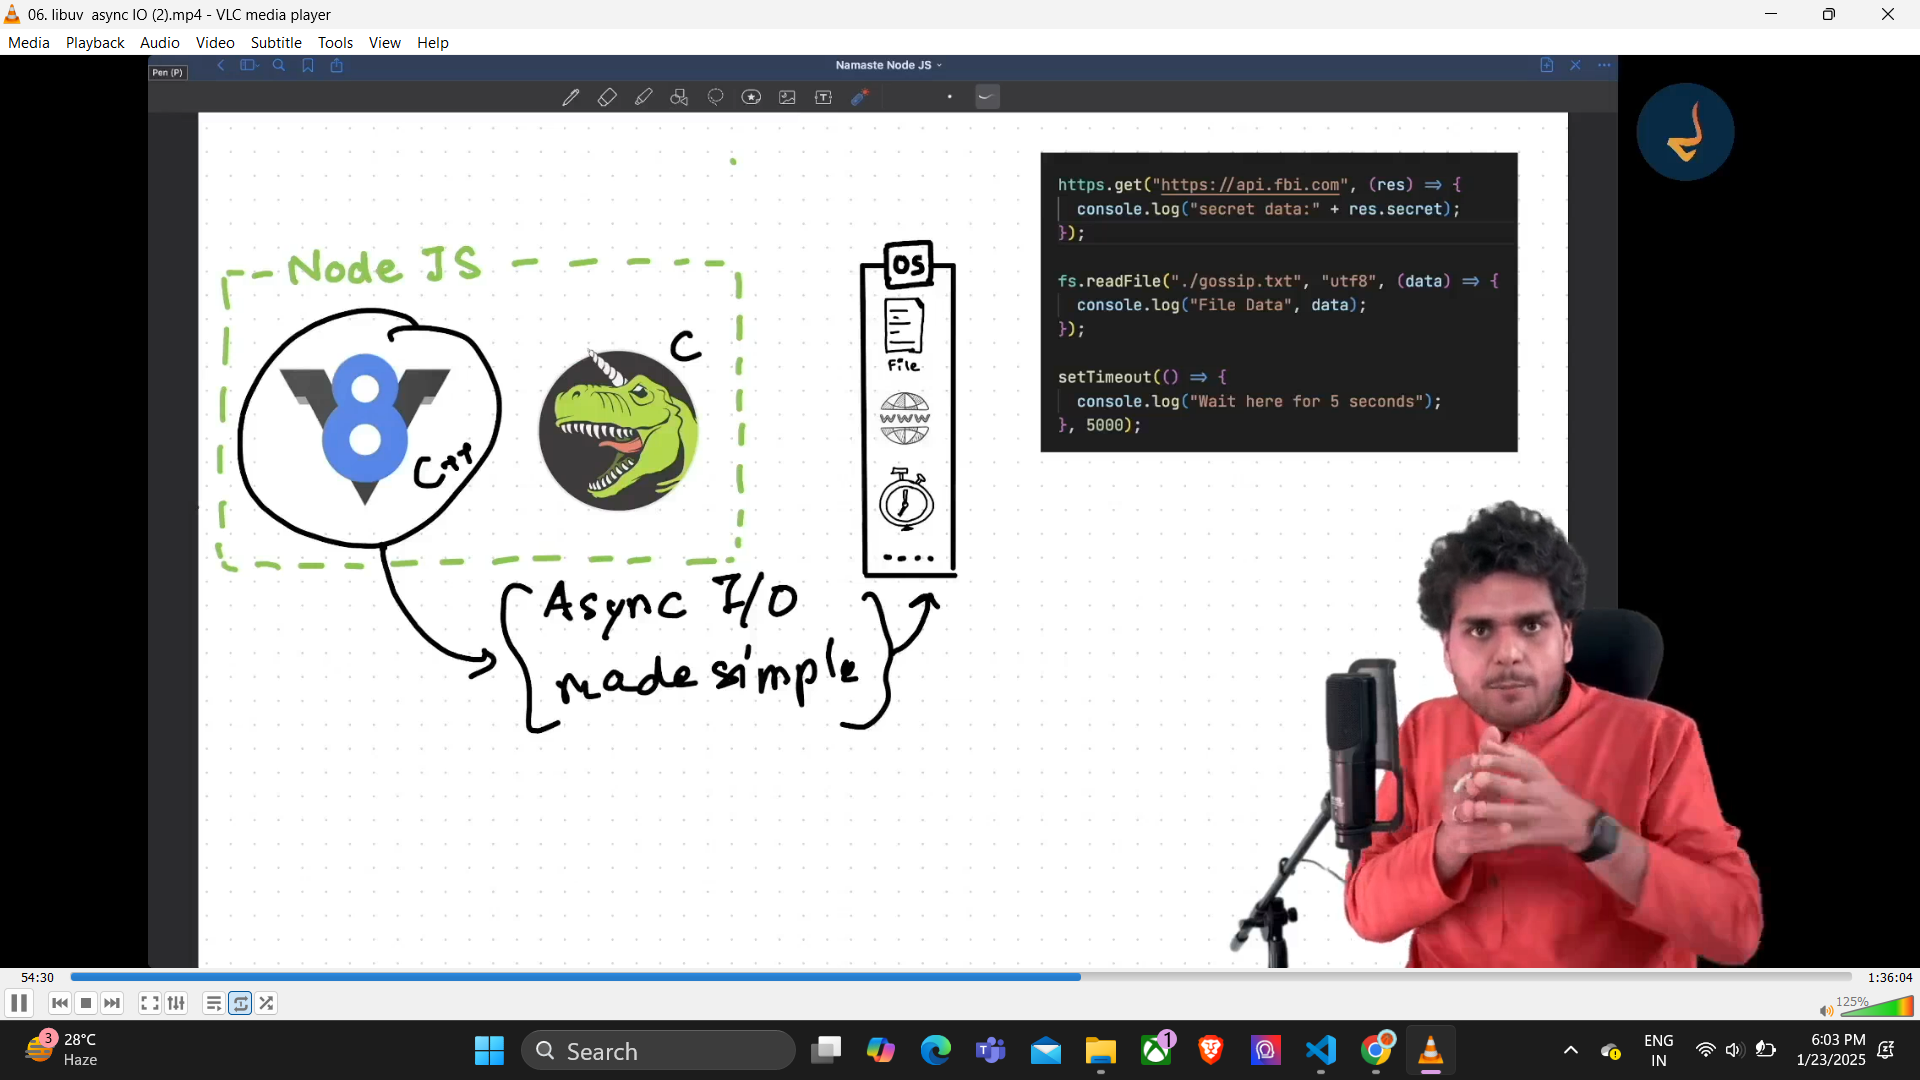 06. libuv  async IO (2).mp4 - VLC media player
Media Playback Audio Video Subtitle Tools View Help
Pen (P)
Namaste Node JS
Node JS
8
C++
C
OS
File
WWW
Async I/O
made simple
https.get("https://api.fbi.com", (res) => {
console.log("secret data:" + res.secret);
});
fs.readFile("./gossip.txt", "utf8", (data) => {
console.log("File Data", data);
});
setTimeout(() => {
console.log("Wait here for 5 seconds");
}, 5000);
54:30
1:36:04
125%
3
28°C
Haze
Search
1
ENG
IN
6:03 PM
1/23/2025